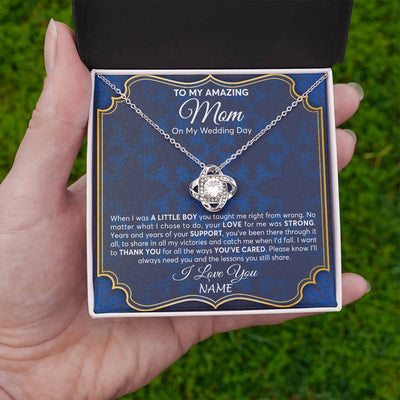 TO MY AMAZING
Mom
On My Wedding Day
When I was A LITTLE BOY you taught me right from wrong. No
matter what I chose to do, your LOVE for me was STRONG.
Years and years of your SUPPORT, you've been there through it
all, to share in all my victories and catch me when I'd fall. I want
to THANK YOU for all the ways YOU'VE CARED. Please know I'll
always need you and the lessons you still share.
I Love You
NAME